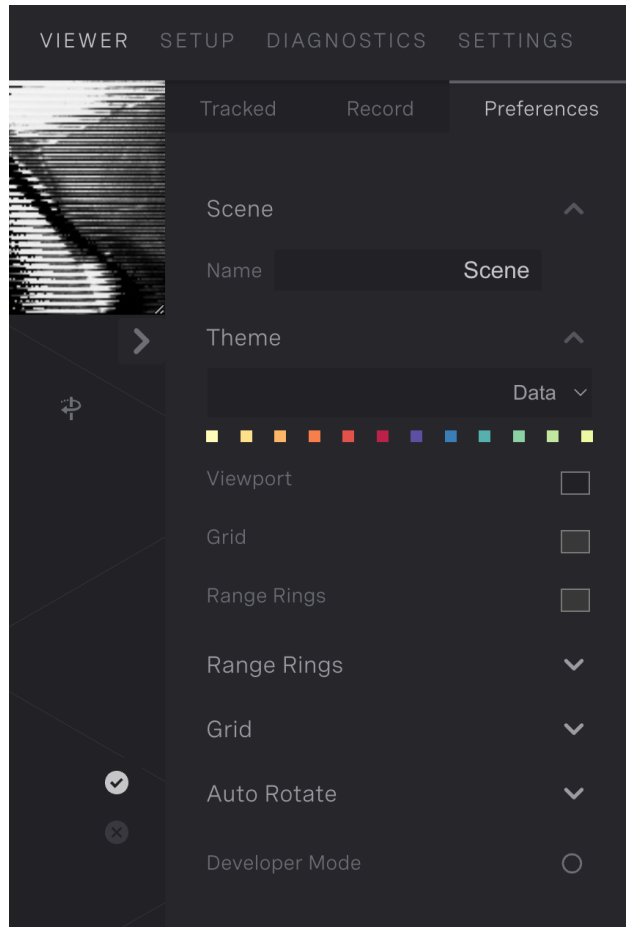 VIEWER SETUP DIAGNOSTICS SETTINGS
Tracked Record Preferences
Scene
Name Scene
Theme
Data
Viewport
Grid
Range Rings
Range Rings
Grid
Auto Rotate
Developer Mode